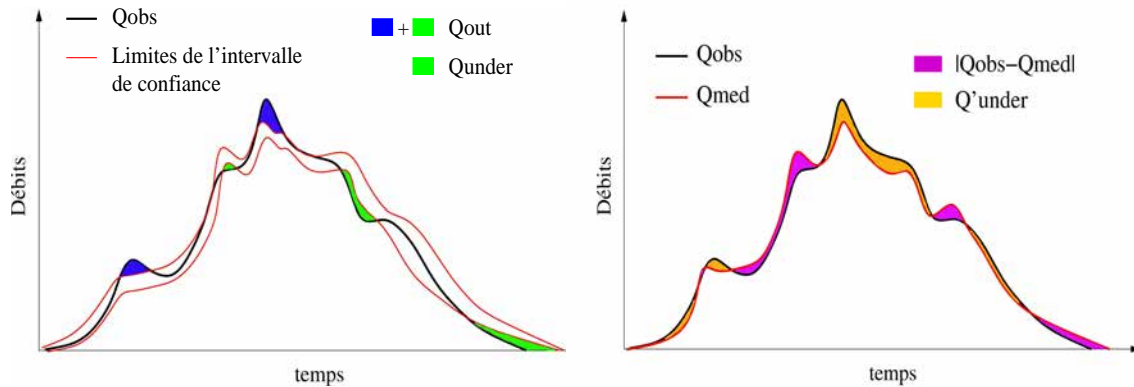 Qobs
Limites de l’intervalle
de confiance
+ Qout
Qunder
Débits
temps
Qobs
Qmed
|Qobs−Qmed|
Q’under
Débits
temps